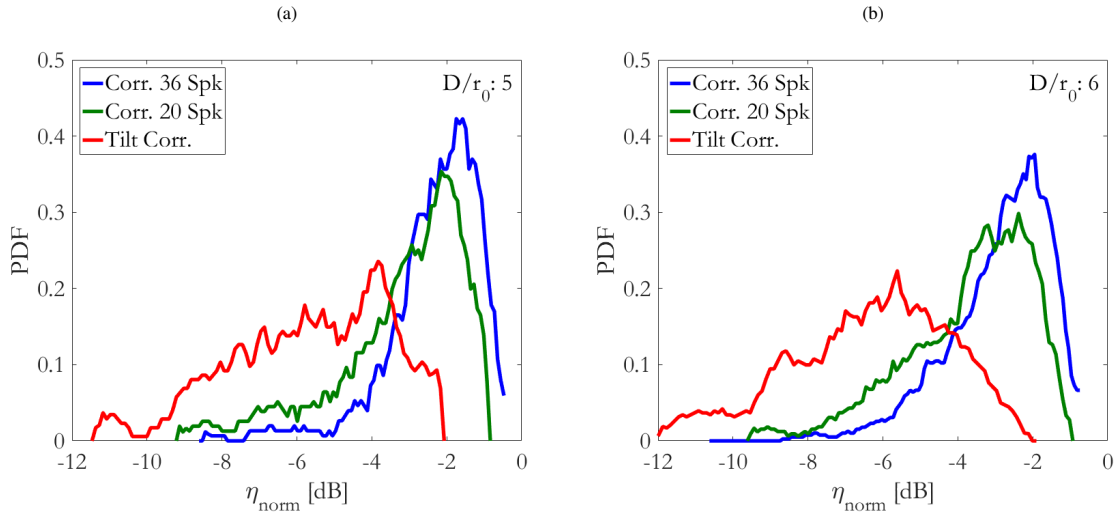 (a)
(b)
0.5
0.4
0.3
0.2
0.1
0
PDF
Corr. 36 Spk
Corr. 20 Spk
Tilt Corr.
D/r0: 5
-12 -10 -8 -6 -4 -2 0
ηnorm [dB]
0.5
0.4
0.3
0.2
0.1
0
PDF
Corr. 36 Spk
Corr. 20 Spk
Tilt Corr.
D/r0: 6
-12 -10 -8 -6 -4 -2 0
ηnorm [dB]